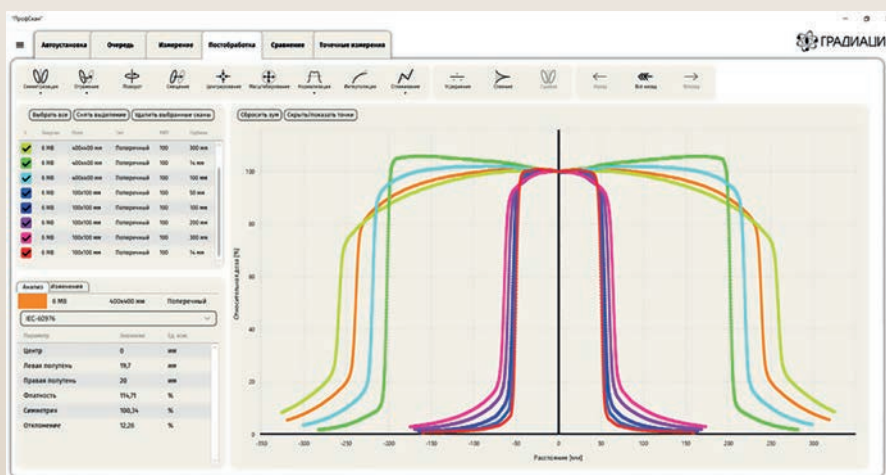 "ПрофСкан"
ГРАДИАЦИ
Автоустановка Очередь Измерение Постобработка Сравнение Точечные измерения
Симметризация Отражение Поворот Смещение Центрирование Масштабирование Нормализация Интерполяция Сглаживание Усреднение Слияние Назад Всё назад Вперед
Выбрать все Снять выделение Удалить выбранные сканы
Сбросить зум Скрыть/показать точки
Энергия Поле Тип Глубина
6 МВ 400х400 мм Поперечный 100 300 мм
6 МВ 400х400 мм Поперечный 100 14 мм
6 МВ 400х400 мм Поперечный 100 100 мм
6 МВ 100х100 мм Поперечный 100 50 мм
6 МВ 100х100 мм Поперечный 100 100 мм
6 МВ 100х100 мм Поперечный 100 200 мм
6 МВ 100х100 мм Поперечный 100 300 мм
6 МВ 100х100 мм Поперечный 100 14 мм
Анализ Изменения
6 МВ 400х400 мм Поперечный
IEC-60976
Параметр Значение Ед. изм.
Центр 0 мм
Левая полутень 19,7 мм
Правая полутень 20 мм
Флатность 114,71 %
Симметрия 100,34 %
Отклонение 12,26 %
Относительная доза [%]
100
80
60
40
20
0
-350 -300 -250 -200 -150 -100 -50 0 50 100 150 200 250 300
Расстояние [мм]